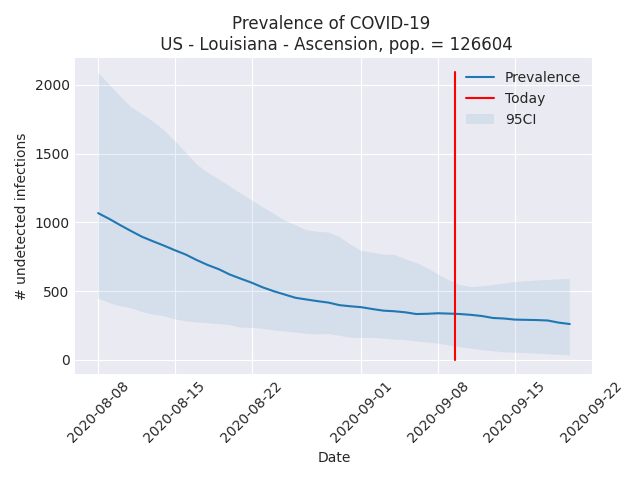 Prevalence of COVID-19
US - Louisiana - Ascension, pop. = 126604
Prevalence
Today
95CI
2000
1500
1000
500
0
# undetected infections
2020-08-08
2020-08-15
2020-08-22
2020-09-01
2020-09-08
2020-09-15
2020-09-22
Date